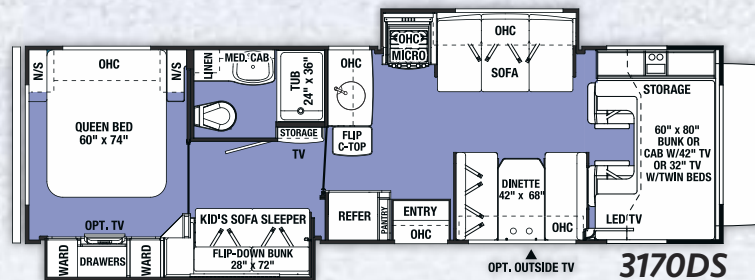 N/S
OHC
N/S
QUEEN BED
60" x 74"
OPT. TV
WARD
DRAWERS
WARD
LINEN
MED. CAB
TUB
24" x 36"
STORAGE
TV
KID'S SOFA SLEEPER
FLIP-DOWN BUNK
28" x 72"
OHC
FLIP
C-TOP
REFER
PANTRY
ENTRY
OHC
OHC
MICRO
OHC
SOFA
DINETTE
42" x 68"
OHC
OPT. OUTSIDE TV
STORAGE
60" x 80"
BUNK OR
CAB W/42" TV
OR 32" TV
W/TWIN BEDS
LED TV
3170DS